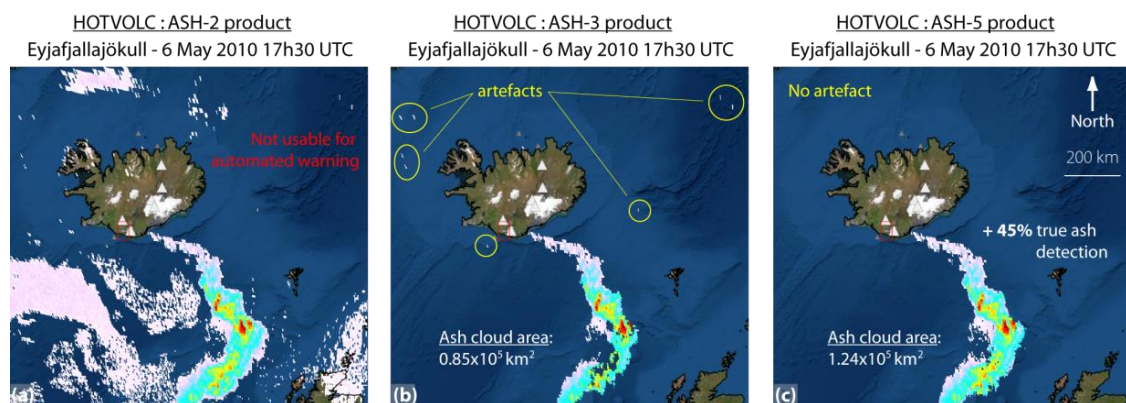 HOTVOLC : ASH-2 product
Eyjafjallajökull - 6 May 2010 17h30 UTC
Not usable for
automated warning
(a)
HOTVOLC : ASH-3 product
Eyjafjallajökull - 6 May 2010 17h30 UTC
artefacts
Ash cloud area:
0.85x10⁵ km²
(b)
HOTVOLC : ASH-5 product
Eyjafjallajökull - 6 May 2010 17h30 UTC
No artefact
North
200 km
+ 45% true ash
detection
Ash cloud area:
1.24x10⁵ km²
(c)